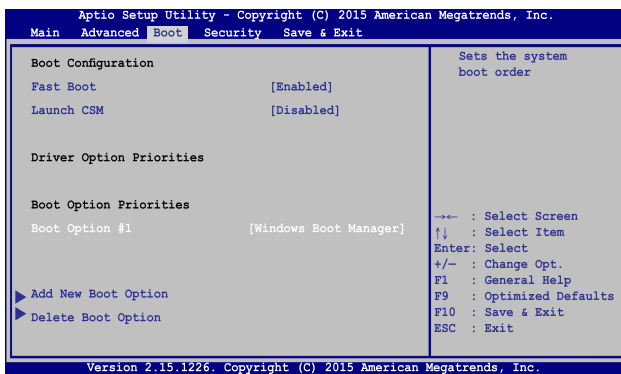 Aptio Setup Utility - Copyright (C) 2015 American Megatrends, Inc.
Main Advanced Boot Security Save & Exit
Boot Configuration
Fast Boot [Enabled]
Launch CSM [Disabled]
Driver Option Priorities
Boot Option Priorities
Boot Option #1 [Windows Boot Manager]
Add New Boot Option
Delete Boot Option
Sets the system
boot order
→← : Select Screen
↑↓ : Select Item
Enter: Select
+/— : Change Opt.
F1 : General Help
F9 : Optimized Defaults
F10 : Save & Exit
ESC : Exit
Version 2.15.1226. Copyright (C) 2015 American Megatrends, Inc.